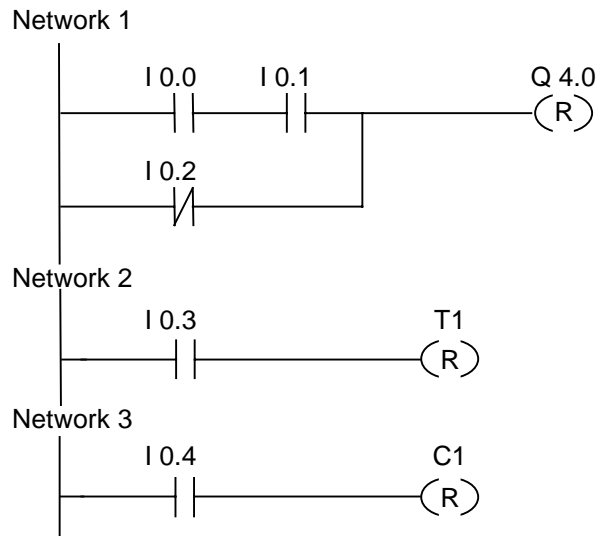 Network 1
I 0.0 I 0.1 Q 4.0
R
I 0.2
Network 2
I 0.3 T1
R
Network 3
I 0.4 C1
R